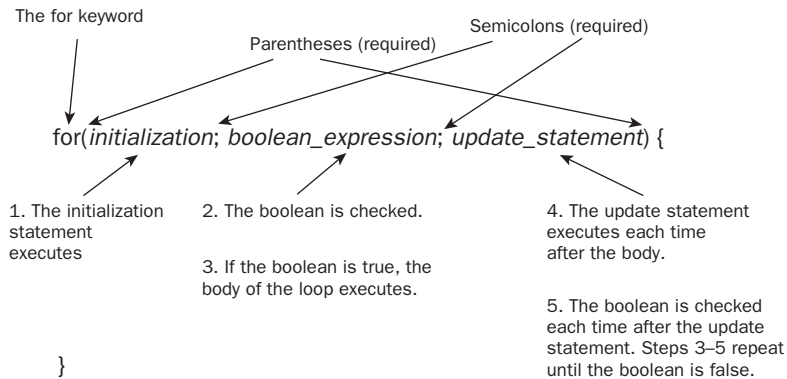 The for keyword
Parentheses (required)
Semicolons (required)
for(initialization; boolean_expression; update_statement) {
1. The initialization
statement
executes
2. The boolean is checked.
3. If the boolean is true, the
body of the loop executes.
4. The update statement
executes each time
after the body.
5. The boolean is checked
each time after the update
statement. Steps 3–5 repeat
until the boolean is false.
}